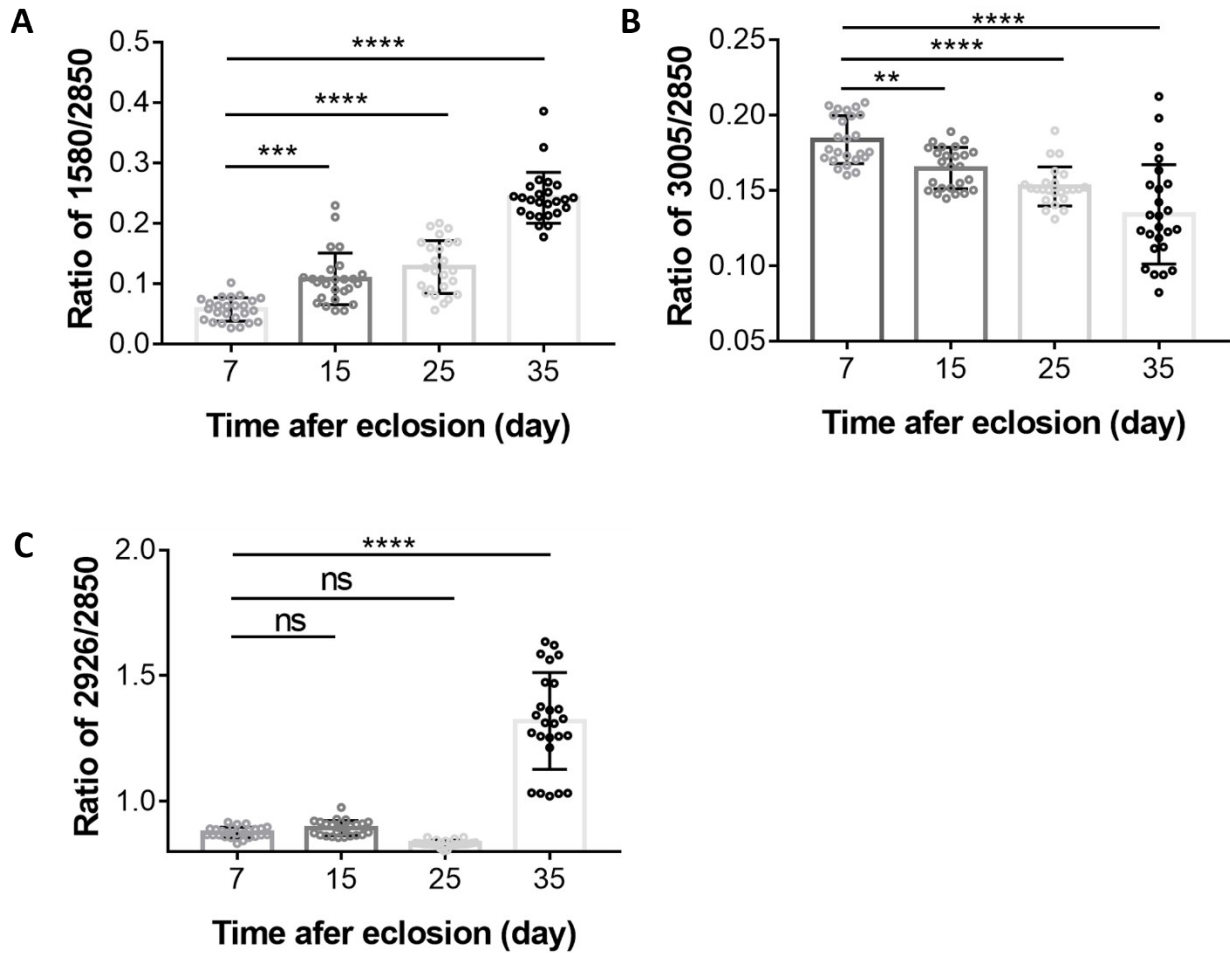 A
Ratio of 1580/2850
0.5
0.4
0.3
0.2
0.1
0.0
****
****
***
7 15 25 35
Time afer eclosion (day)
B
Ratio of 3005/2850
0.25
0.20
0.15
0.10
0.05
****
****
**
7 15 25 35
Time afer eclosion (day)
C
Ratio of 2926/2850
2.0
1.5
1.0
****
ns
ns
7 15 25 35
Time afer eclosion (day)